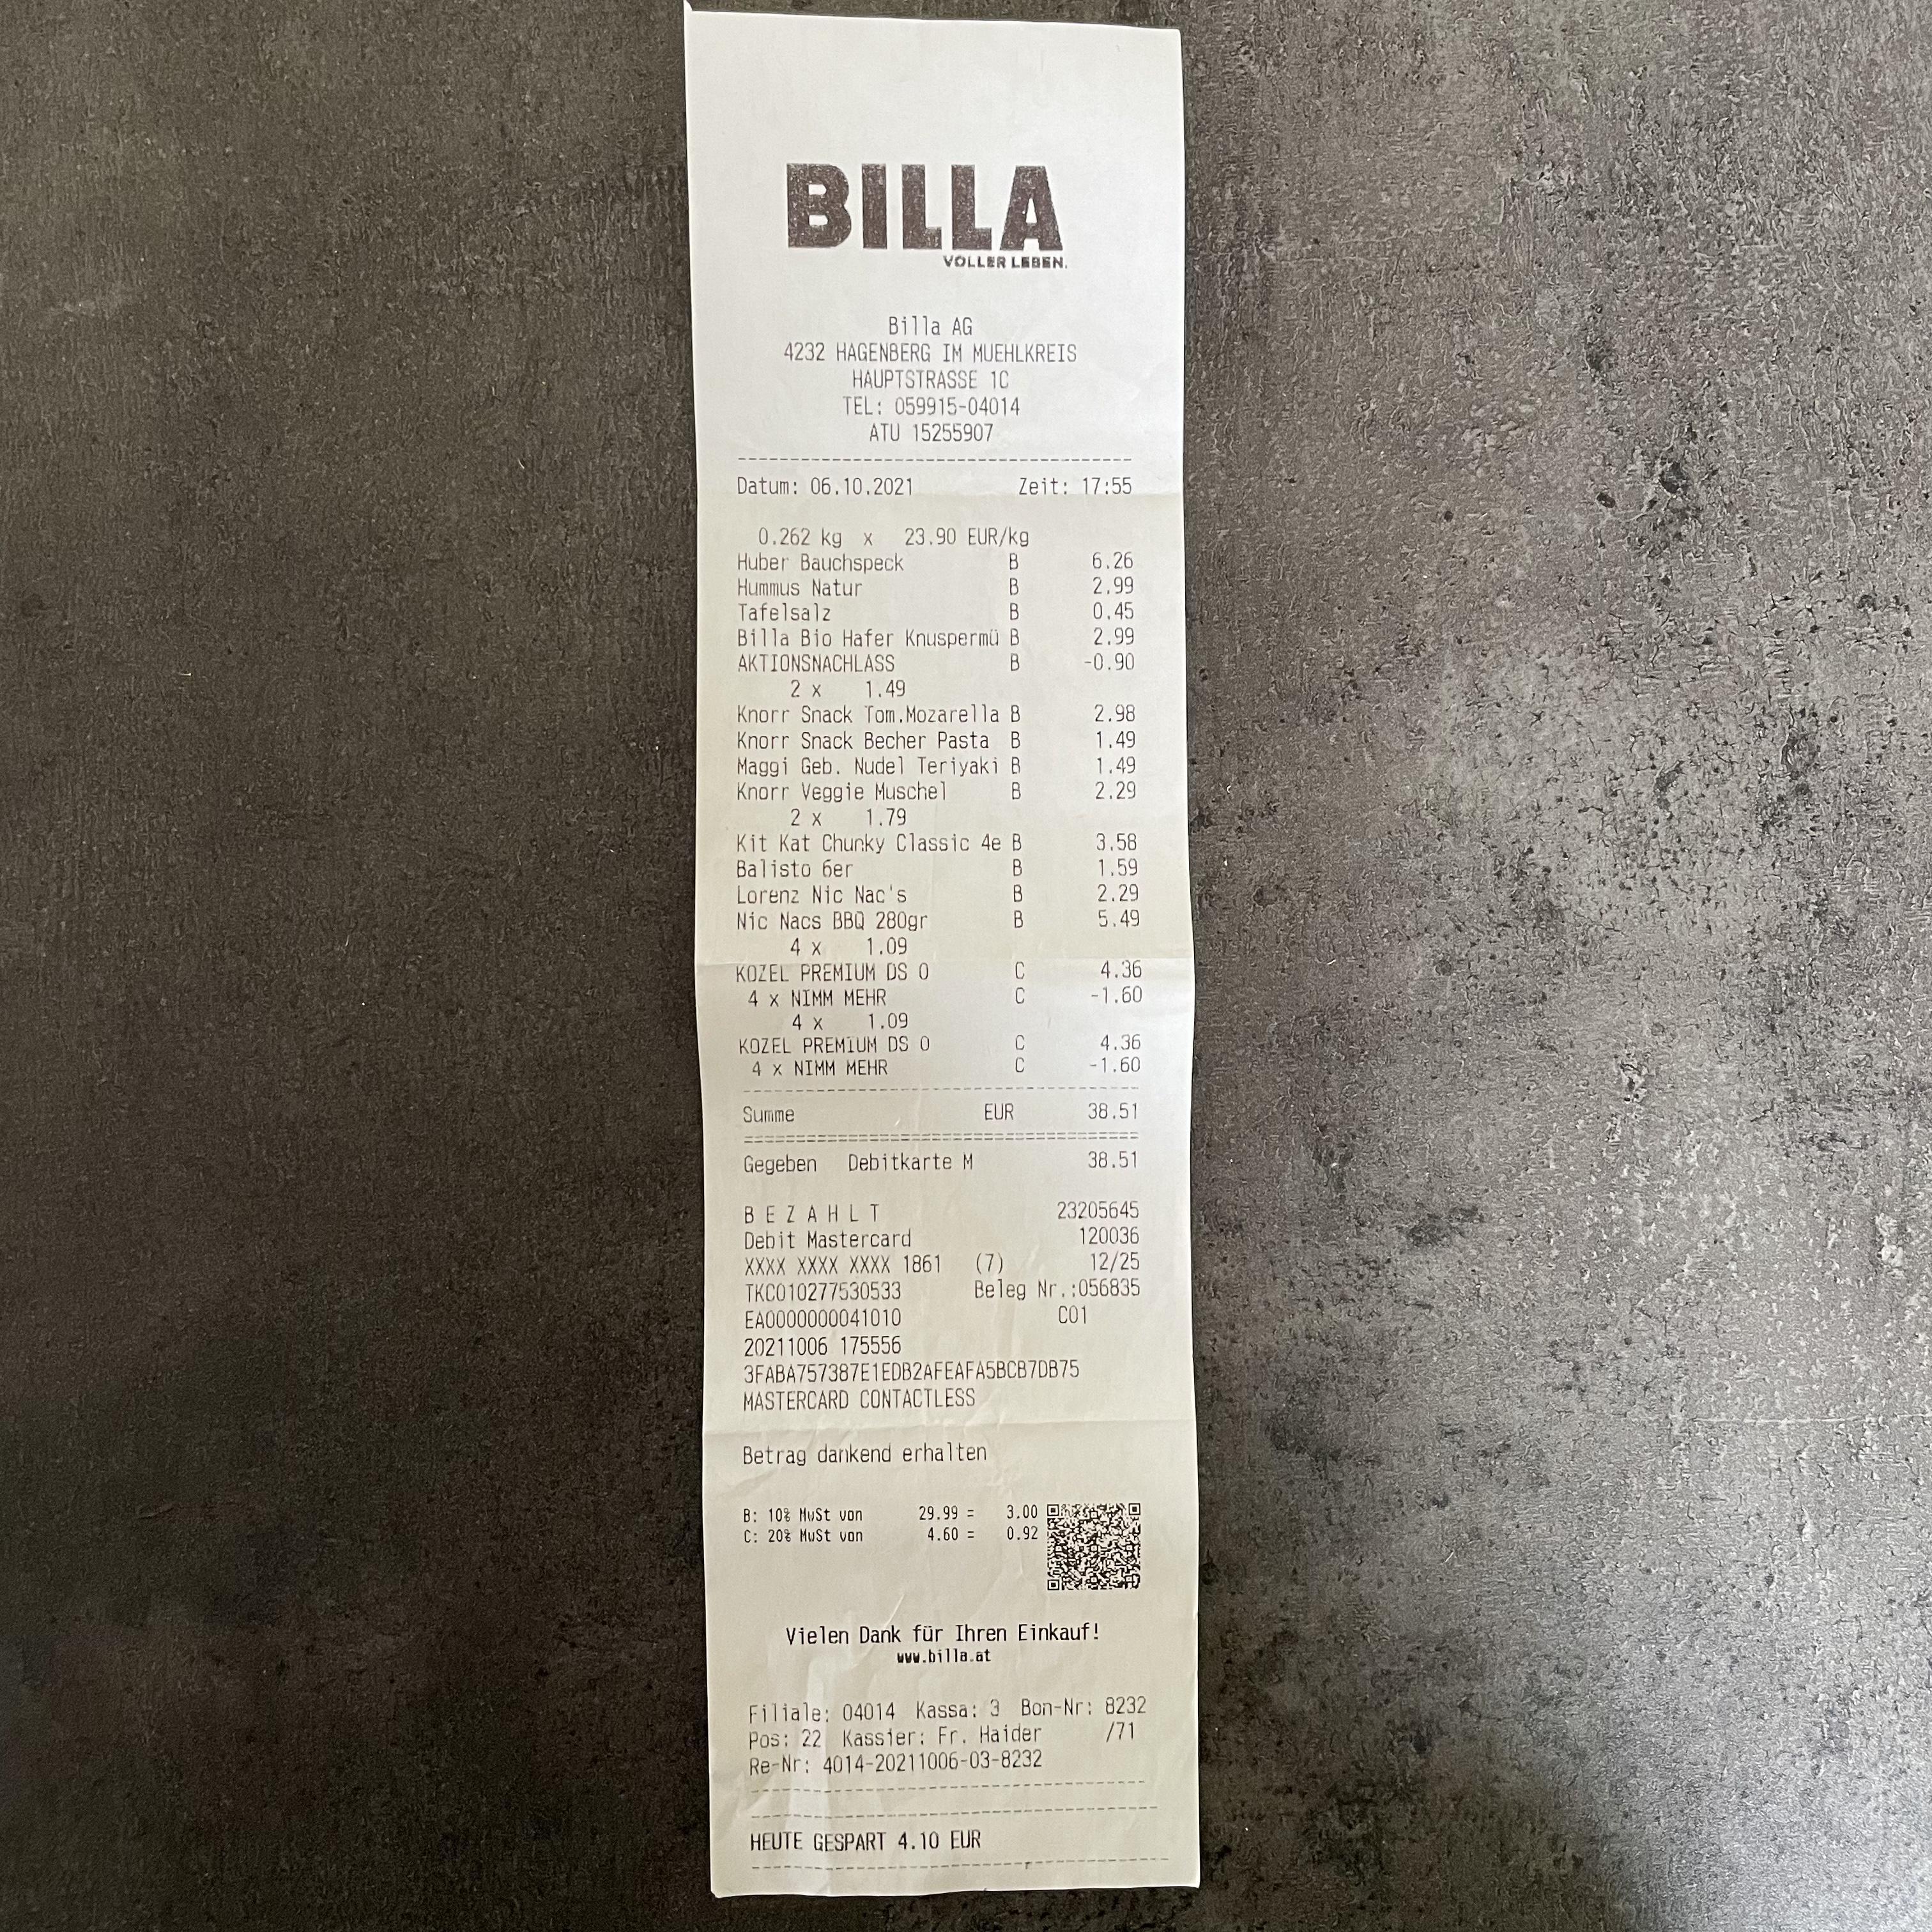 BILLA
VOLLER LEBEN.
Billa AG
4232 HAGENBERG IM MUEHLKREIS
HAUPTSTRASSE 1C
TEL: 059915-04014
ATU 15255907
Datum: 06.10.2021 Zeit: 17:55
0.262 kg x 23.90 EUR/kg
Huber Bauchspeck B 6.26
Hummus Natur B 2.99
Tafelsalz B 0.45
Billa Bio Hafer Knuspermü B 2.99
AKTIONSNACHLASS B -0.90
2 x 1.49
Knorr Snack Tom.Mozarella B 2.98
Knorr Snack Becher Pasta B 1.49
Maggi Geb. Nudel Teriyaki B 1.49
Knorr Veggie Muschel B 2.29
2 x 1.79
Kit Kat Chunky Classic 4e B 3.58
Balisto 6er B 1.59
Lorenz Nic Nac's B 2.29
Nic Nacs BBQ 280gr B 5.49
4 x 1.09
KOZEL PREMIUM DS 0 C 4.36
4 x NIMM MEHR C -1.60
4 x 1.09
KOZEL PREMIUM DS 0 C 4.36
4 x NIMM MEHR C -1.60
Summe EUR 38.51
Gegeben Debitkarte M 38.51
B E Z A H L T 23205645
Debit Mastercard 120036
XXXX XXXX XXXX 1861 (7) 12/25
TKC010277530533 Beleg Nr.:056835
EA0000000041010 C01
20211006 175556
3FABA757387E1EDB2AFEAFA5BCB7DB75
MASTERCARD CONTACTLESS
Betrag dankend erhalten
B: 10% MwSt von 29.99 = 3.00
C: 20% MwSt von 4.60 = 0.92
Vielen Dank für Ihren Einkauf!
www.billa.at
Filiale: 04014 Kassa: 3 Bon-Nr: 8232
Pos: 22 Kassier: Fr. Haider /71
Re-Nr: 4014-20211006-03-8232
HEUTE GESPART 4.10 EUR